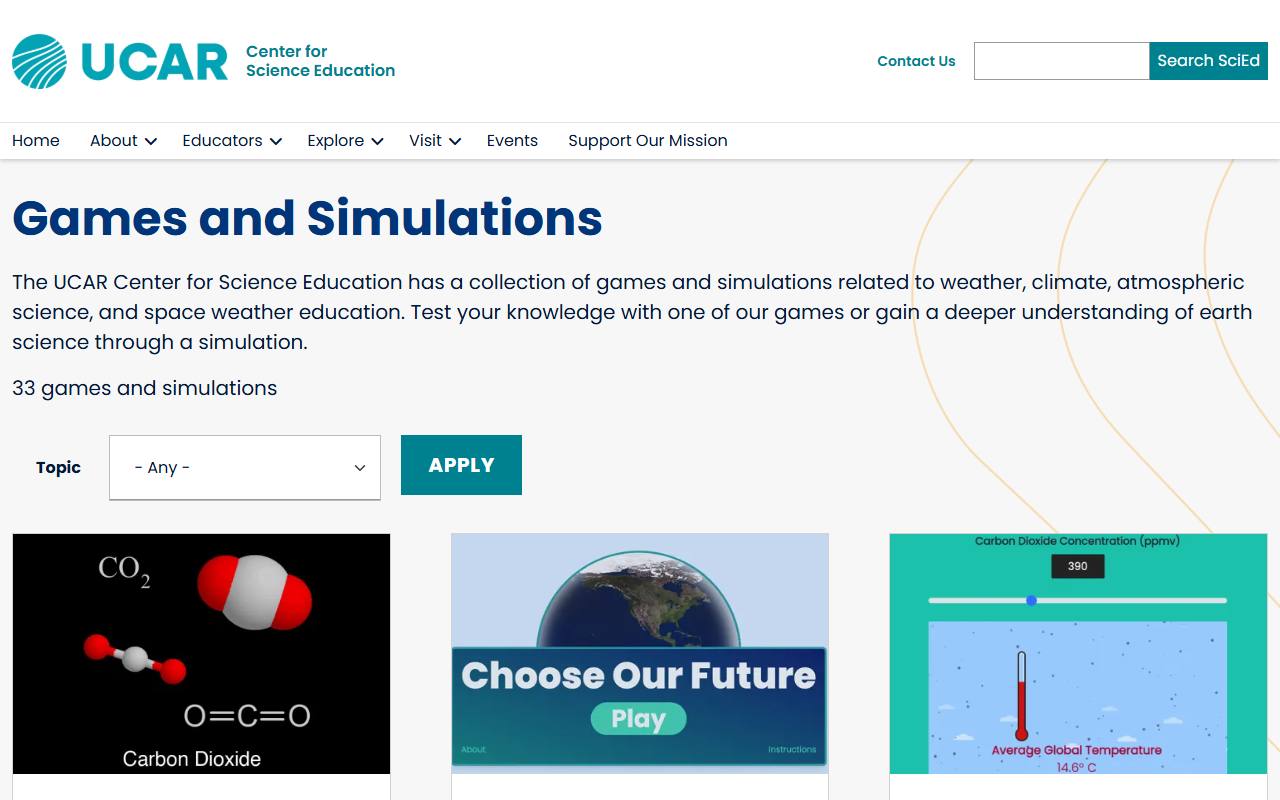 UCAR
Center for
Science Education
Contact Us
Search SciEd
Home
About
Educators
Explore
Visit
Events
Support Our Mission
Games and Simulations
The UCAR Center for Science Education has a collection of games and simulations related to weather, climate, atmospheric
science, and space weather education. Test your knowledge with one of our games or gain a deeper understanding of earth
science through a simulation.
33 games and simulations
Topic
- Any -
APPLY
CO2
O=C=O
Carbon Dioxide
Choose Our Future
Play
About
Instructions
Carbon Dioxide Concentration (ppmv)
390
Average Global Temperature
14.6º C